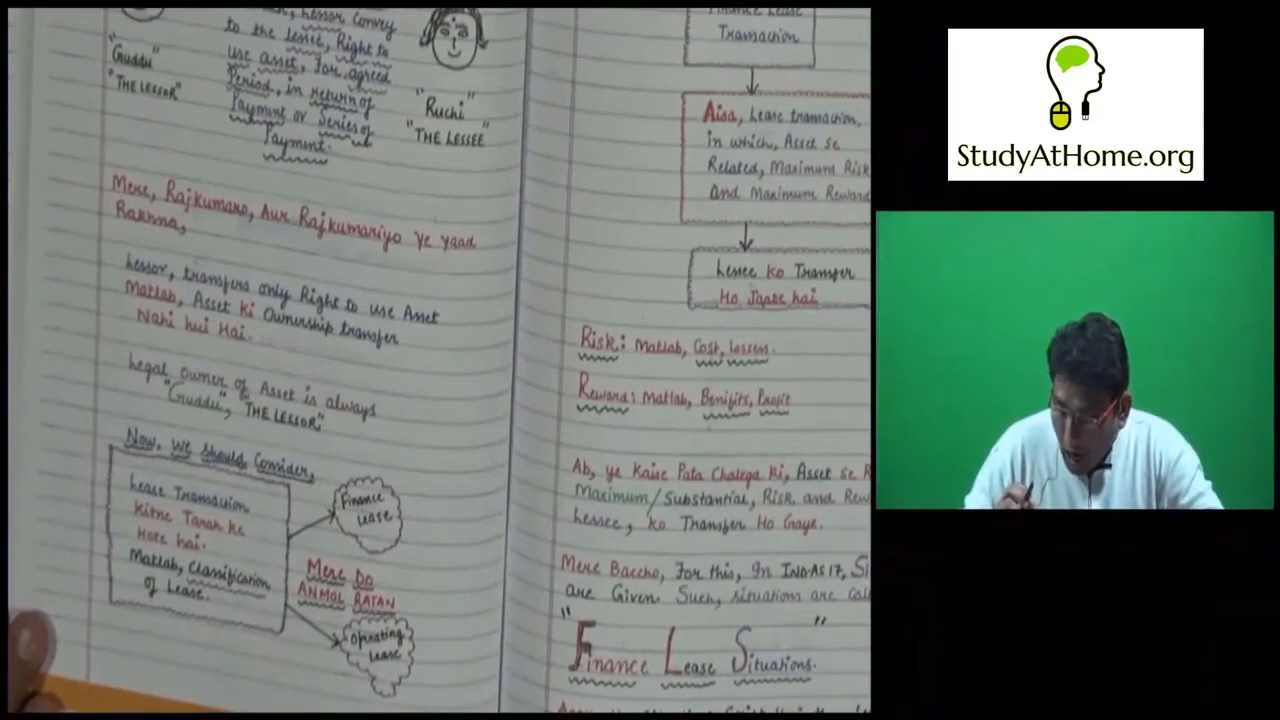 Lessor Convey
to the lessee, Right to
use asset, For agreed
Period, in return of
Payment or Series of
Payment.
"Guddu"
"THE LESSOR"
"Ruchi"
"THE LESSEE"
Mere, Rajkumaro, Aur Rajkumariyo ye yaad
Rakhna,
Lessor, transfers only Right to use Asset
Matlab, Asset Ki Ownership transfer
Nahi hui Hai.
Legal owner of Asset is always
"Guddu", "THE LESSOR"
Now, We Should Consider,
Lease Transaction
Kitne Tarah ke
Hote hai.
Matlab, Classification
of Lease.
Finance
Lease
Mere Do
ANMOL RATAN
Operating
Lease
Finance Lease
Transaction
Aisa, Lease transaction,
in which, Asset se
Related, Maximum Risk
and Maximum Reward
Lessee ko Transfer
Ho Jaate hai
Risk: Matlab, Cost, Losses.
Reward: Matlab, Benifits, Profit
Ab, ye Kaise Pata Chalega Ki, Asset se R
Maximum/Substantial, Risk and Rew
Lessee, ko Transfer Ho Gaye.
Mere Baccho, For this, In IND-AS 17, Si
are Given. Such, situations are call
"Finance Lease Situations."
StudyAtHome.org